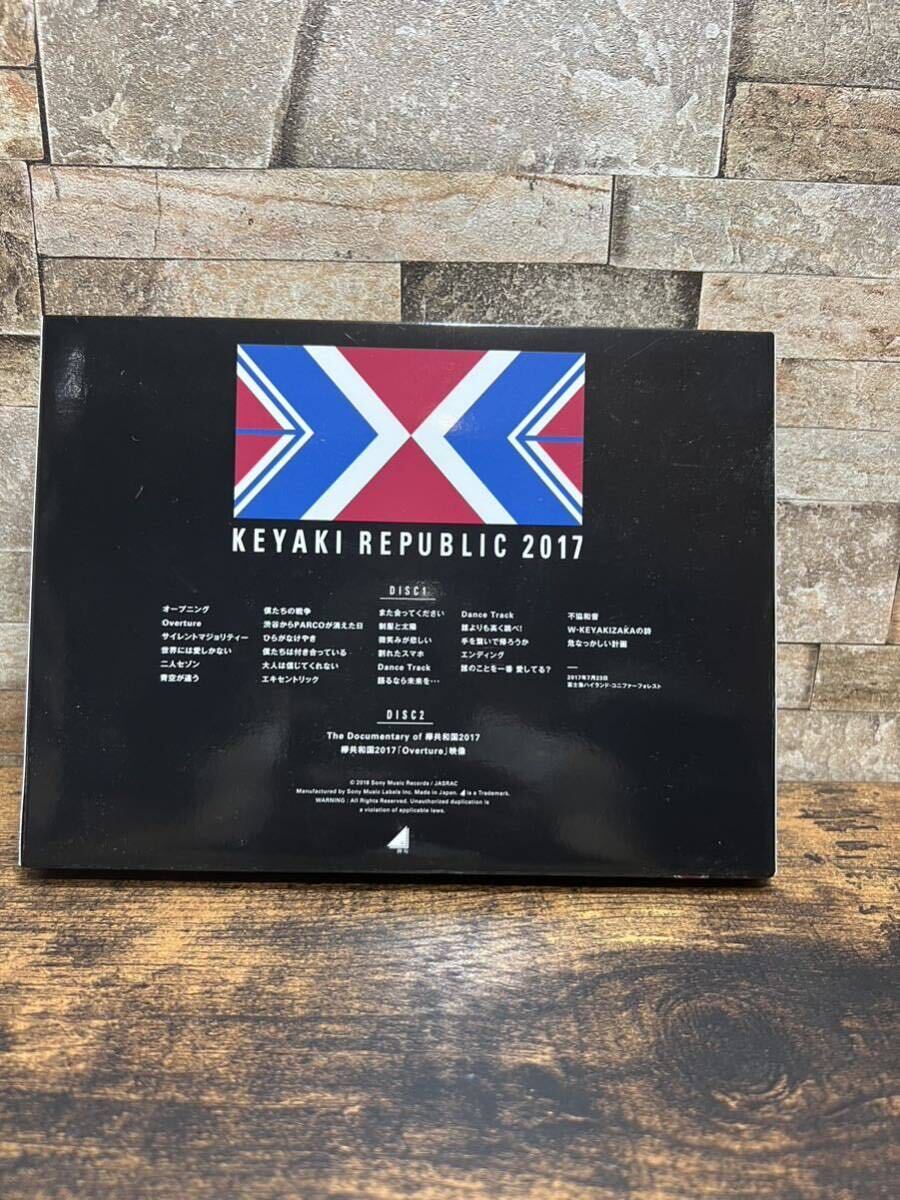 KEYAKI REPUBLIC 2017
DISC1
オープニング
Overture
サイレントマジョリティー
世界には愛しかない
二人セゾン
青空が違う
僕たちの戦争
渋谷からPARCOが消えた日
ひらがなけやき
僕たちは付き合っている
大人は信じてくれない
エキセントリック
また会ってください
制服と太陽
微笑みが悲しい
割れたスマホ
Dance Track
語るなら未来を…
Dance Track
誰よりも高く跳べ!
手を繋いで帰ろうか
エンディング
誰のことを一番 愛してる?
不協和音
W-KEYAKIZAKAの詩
危なっかしい計画
2017年7月23日
富士急ハイランド・コニファーフォレスト
DISC2
The Documentary of 欅共和国2017
欅共和国2017「Overture」映像
© 2018 Sony Music Records / JASRAC
Manufactured by Sony Music Labels Inc. Made in Japan. is a Trademark.
WARNING : All Rights Reserved. Unauthorized duplication is
a violation of applicable laws.